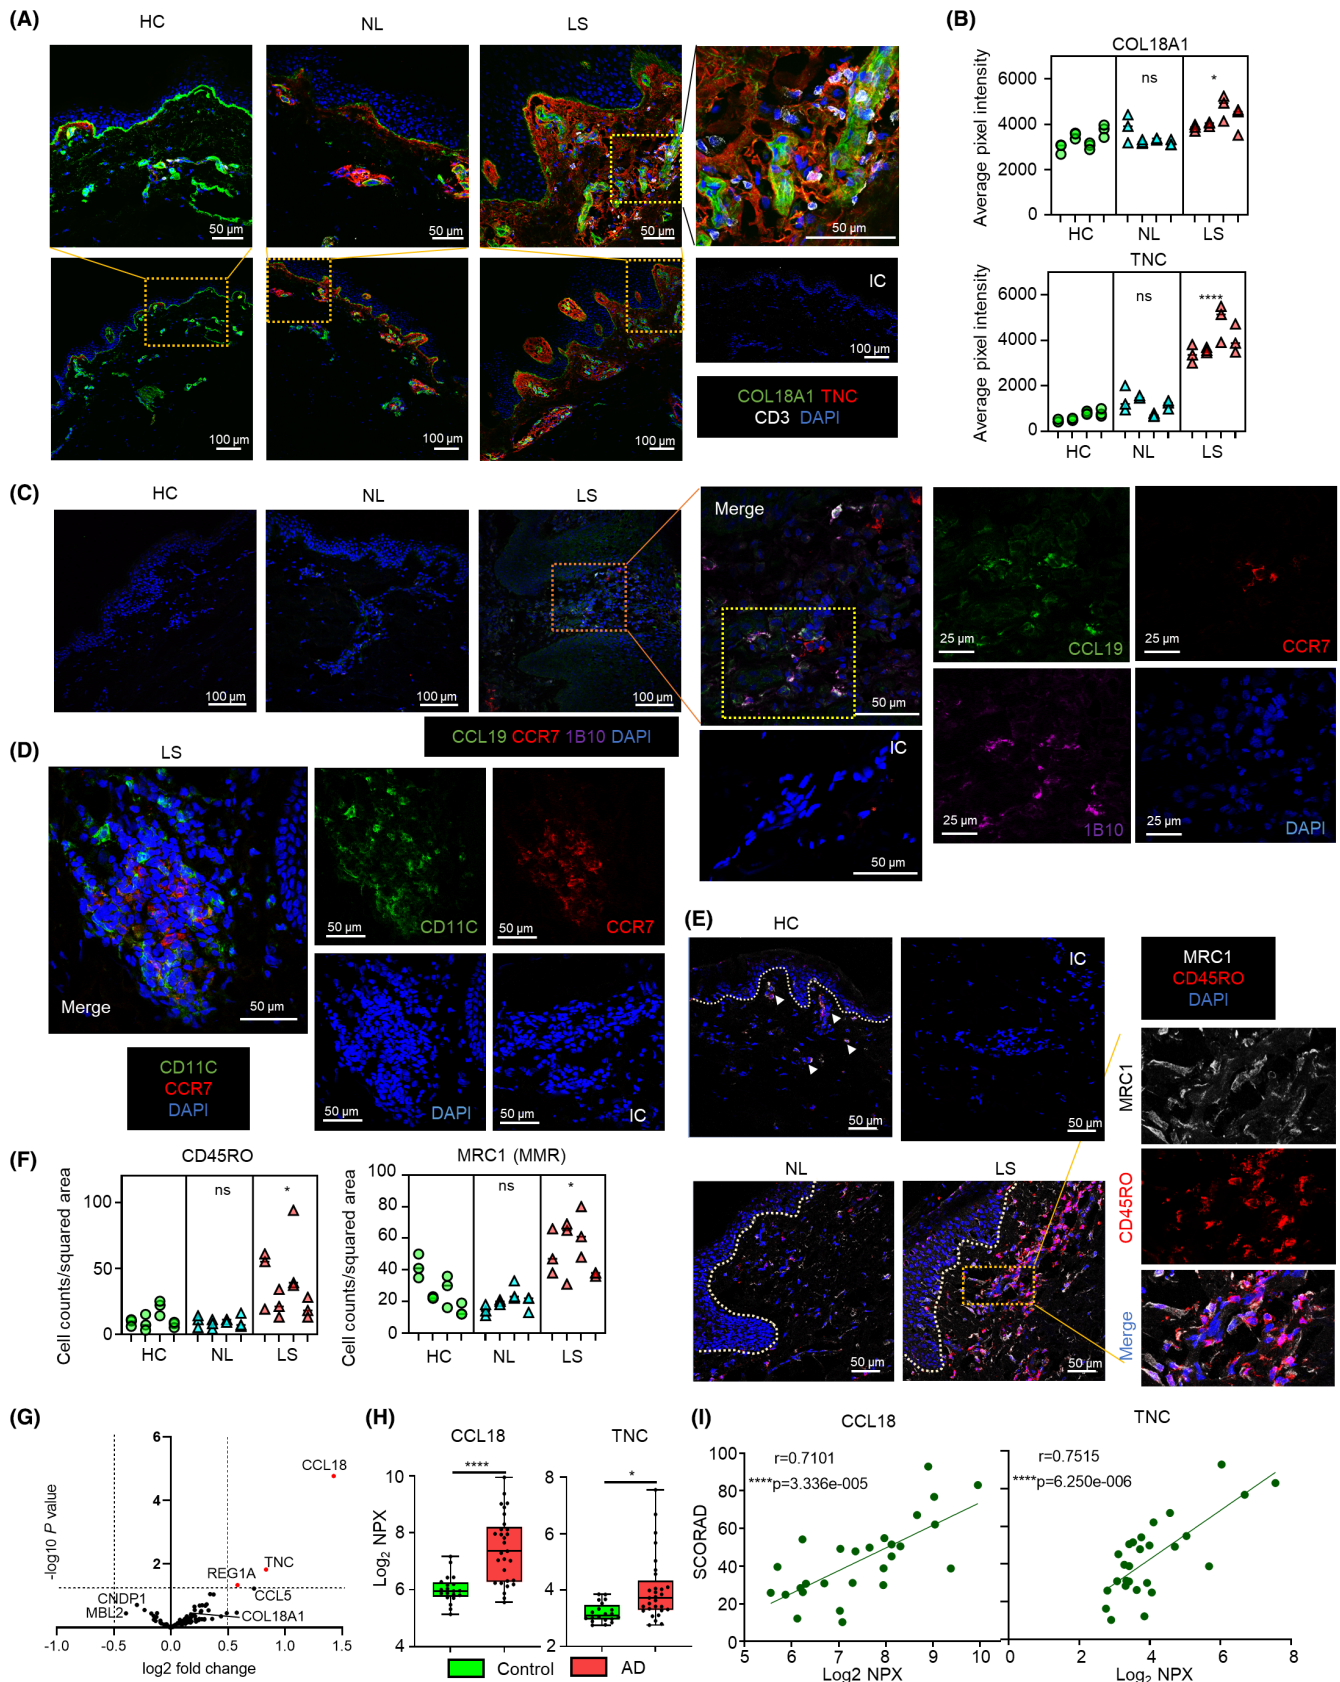 (A)
HC
NL
LS
50 µm
50 µm
50 µm
50 µm
100 µm
100 µm
100 µm
IC
100 µm
COL18A1 TNC
CD3 DAPI
(B)
COL18A1
Average pixel intensity
6000
4000
2000
0
ns
*
HC
NL
LS
TNC
Average pixel intensity
6000
4000
2000
0
ns
****
HC
NL
LS
(C)
HC
NL
LS
100 µm
100 µm
100 µm
CCL19 CCR7 1B10 DAPI
Merge
50 µm
IC
50 µm
25 µm
CCL19
25 µm
CCR7
25 µm
1B10
25 µm
DAPI
(D)
LS
Merge
50 µm
CD11C
CCR7
DAPI
50 µm
CD11C
50 µm
CCR7
50 µm
DAPI
50 µm
IC
(E)
HC
50 µm
IC
50 µm
MRC1
CD45RO
DAPI
NL
50 µm
LS
50 µm
MRC1
CD45RO
Merge
(F)
CD45RO
Cell counts/squared area
100
50
0
ns
*
HC
NL
LS
MRC1 (MMR)
Cell counts/squared area
100
80
60
40
20
0
ns
*
HC
NL
LS
(G)
-log10 P value
6
4
2
CCL18
TNC
REG1A
CCL5
CNDP1
MBL2
COL18A1
-1.0
-0.5
0.0
0.5
1.0
1.5
log2 fold change
(H)
CCL18
****
Log2 NPX
10
8
6
4
TNC
*
8
6
4
2
Control
AD
(I)
CCL18
r=0.7101
****p=3.336e-005
SCORAD
100
80
60
40
20
0
5
6
7
8
9
10
Log2 NPX
TNC
r=0.7515
****p=6.250e-006
0
2
4
6
8
Log2 NPX